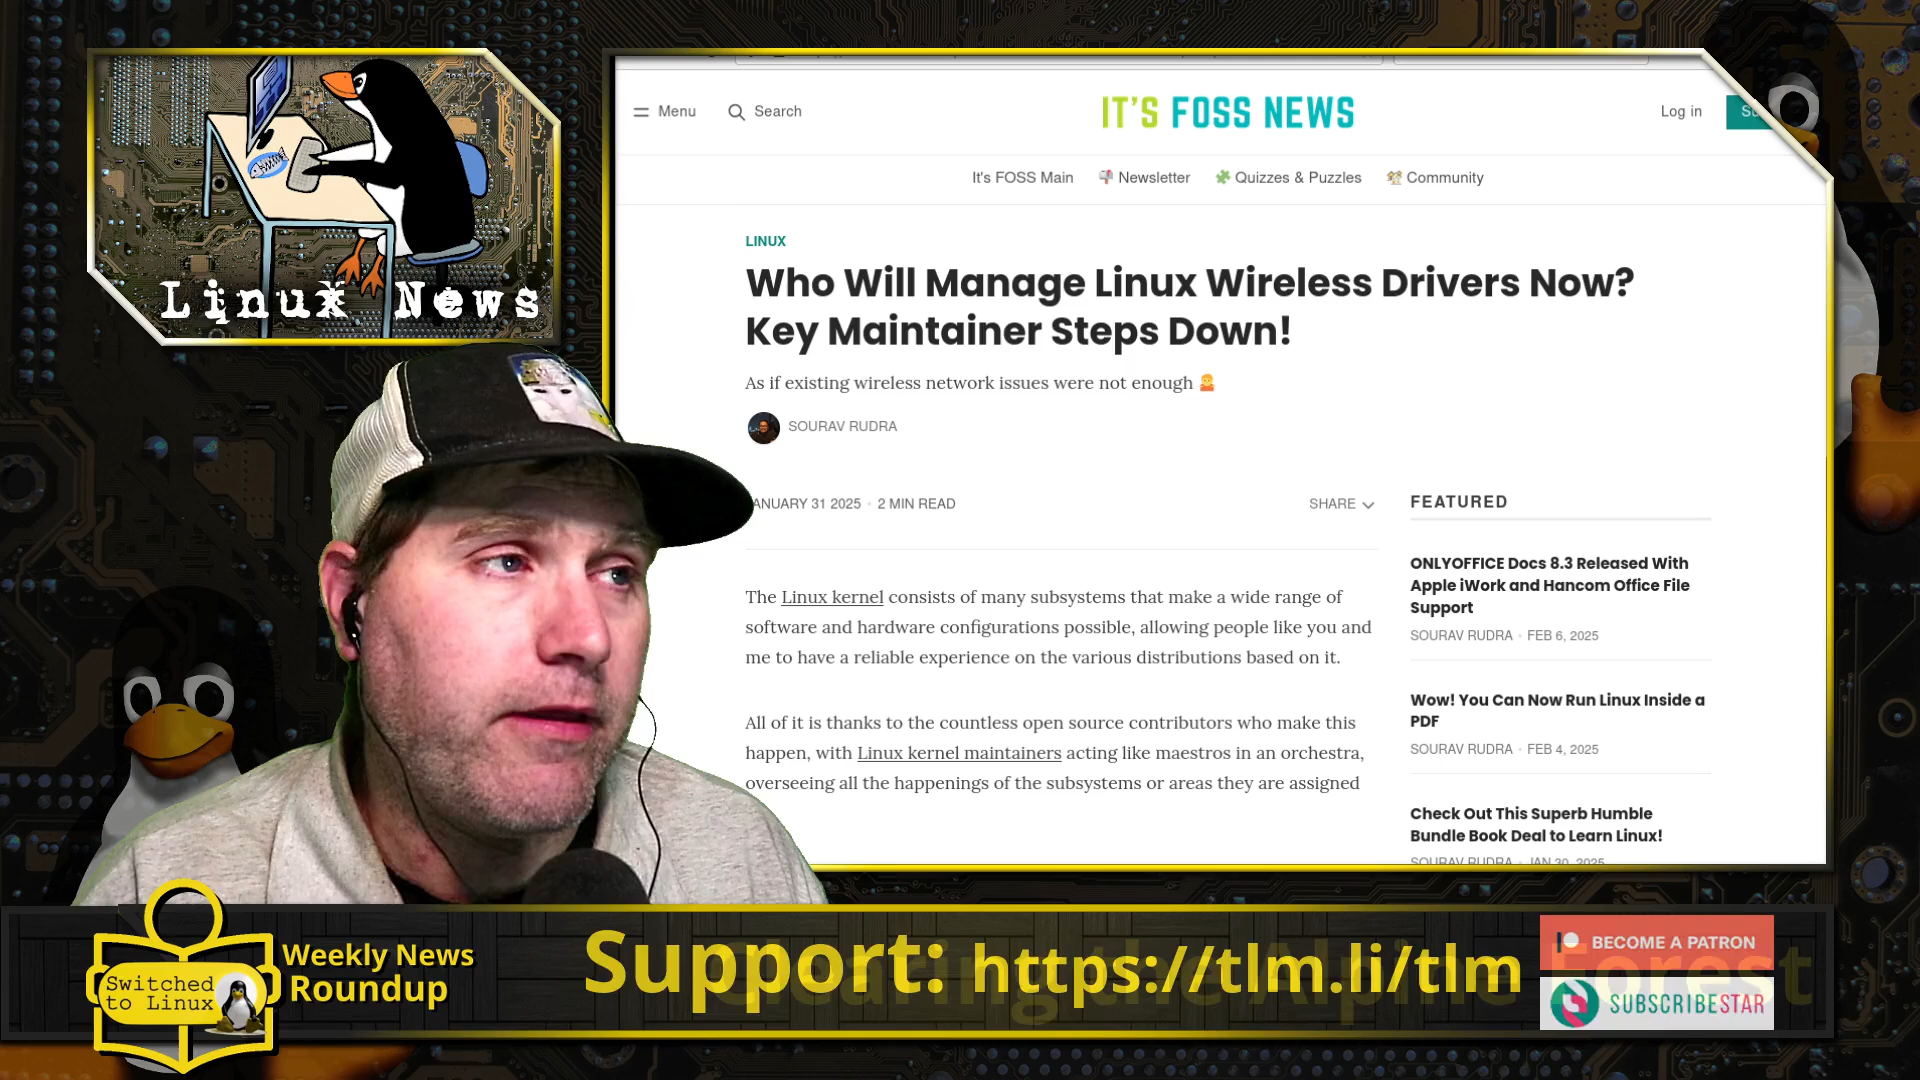 Linux News
Menu
Search
IT'S FOSS NEWS
Log in
It's FOSS Main
Newsletter
Quizzes & Puzzles
Community
LINUX
Who Will Manage Linux Wireless Drivers Now?
Key Maintainer Steps Down!
As if existing wireless network issues were not enough
SOURAV RUDRA
ANUARY 31 2025 • 2 MIN READ
SHARE
The Linux kernel consists of many subsystems that make a wide range of
software and hardware configurations possible, allowing people like you and
me to have a reliable experience on the various distributions based on it.
All of it is thanks to the countless open source contributors who make this
happen, with Linux kernel maintainers acting like maestros in an orchestra,
overseeing all the happenings of the subsystems or areas they are assigned
FEATURED
ONLYOFFICE Docs 8.3 Released With
Apple iWork and Hancom Office File
Support
SOURAV RUDRA • FEB 6, 2025
Wow! You Can Now Run Linux Inside a
PDF
SOURAV RUDRA • FEB 4, 2025
Check Out This Superb Humble
Bundle Book Deal to Learn Linux!
SOURAV RUDRA • JAN 30, 2025
Switched
to Linux
Weekly News
Roundup
Support: https://tlm.li/tlm
Clearing the Alpine Forest
BECOME A PATRON
SUBSCRIBESTAR